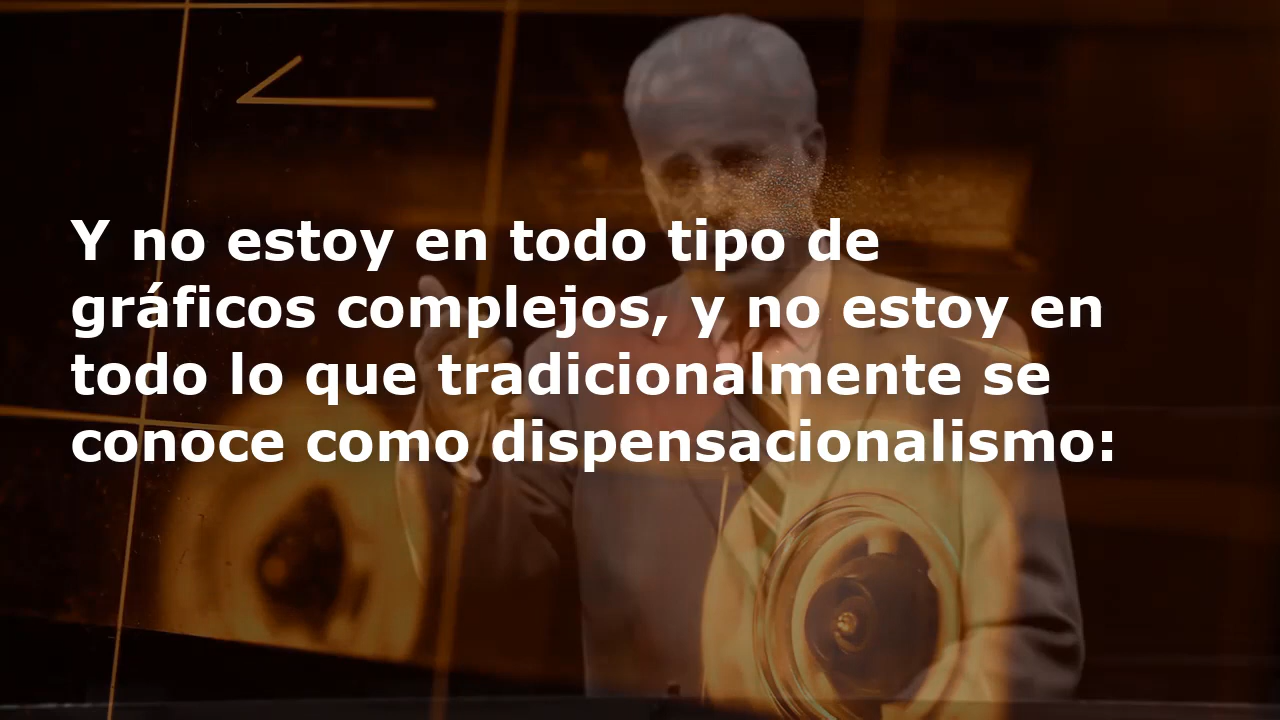 Y no estoy en todo tipo de
gráficos complejos, y no estoy en
todo lo que tradicionalmente se
conoce como dispensacionalismo: